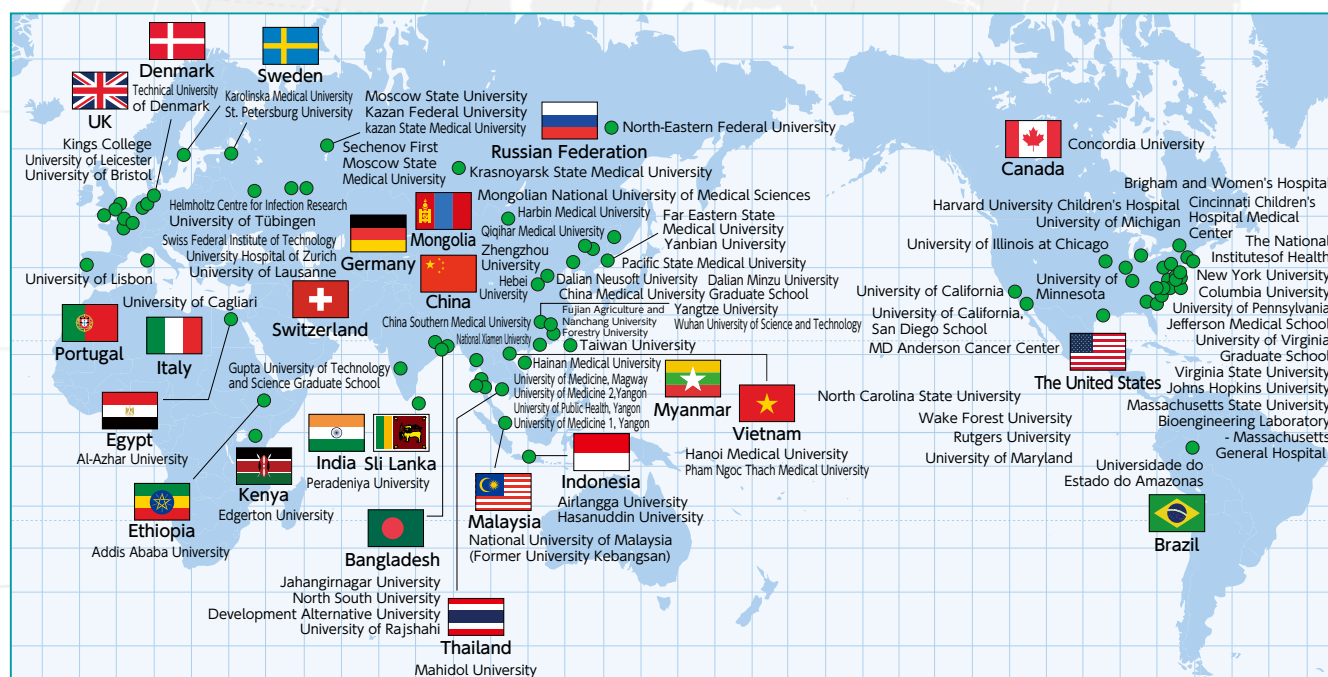 Denmark
Technical University
of Denmark
Sweden
Karolinska Medical University
St. Petersburg University
UK
Kings College
University of Leicester
University of Bristol
Moscow State University
Kazan Federal University
kazan State Medical University
Sechenov First
Moscow State
Medical University
Russian Federation
North-Eastern Federal University
Krasnoyarsk State Medical University
Helmholtz Centre for Infection Research
University of Tübingen
Germany
Swiss Federal Institute of Technology
University Hospital of Zurich
University of Lausanne
Switzerland
University of Lisbon
Portugal
University of Cagliari
Italy
Mongolian National University of Medical Sciences
Mongolia
Harbin Medical University
Qiqihar Medical University
Zhengzhou
University
Hebei
University
China
Far Eastern State
Medical University
Yanbian University
Pacific State Medical University
Dalian Neusoft University
Dalian Minzu University
China Medical University Graduate School
Fujian Agriculture and
Yangtze University
Nanchang University
Wuhan University of Science and Technology
Forestry University
China Southern Medical University
National Xiamen University
Taiwan University
Hainan Medical University
University of Medicine, Magway
University of Medicine 2,Yangon
University of Public Health, Yangon
University of Medicine 1, Yangon
Myanmar
Vietnam
Hanoi Medical University
Pham Ngoc Thach Medical University
Gupta University of Technology
and Science Graduate School
India
Sli Lanka
Peradeniya University
Egypt
Al-Azhar University
Ethiopia
Addis Ababa University
Kenya
Edgerton University
Indonesia
Airlangga University
Hasanuddin University
Malaysia
National University of Malaysia
(Former University Kebangsan)
Bangladesh
Jahangirnagar University
North South University
Development Alternative University
University of Rajshahi
Thailand
Mahidol University
Canada
Concordia University
Brigham and Women's Hospital
Harvard University Children's Hospital
University of Michigan
Cincinnati Children's
Hospital Medical
Center
University of Illinois at Chicago
The National
Institutesof Health
University of
Minnesota
New York University
Columbia University
University of Pennsylvania
Jefferson Medical School
University of Virginia
Graduate School
Virginia State University
Johns Hopkins University
Massachusetts State University
Bioengineering Laboratory
- Massachusetts
General Hospital
University of California
University of California,
San Diego School
MD Anderson Cancer Center
The United States
North Carolina State University
Wake Forest University
Rutgers University
University of Maryland
Universidade do
Estado do Amazonas
Brazil